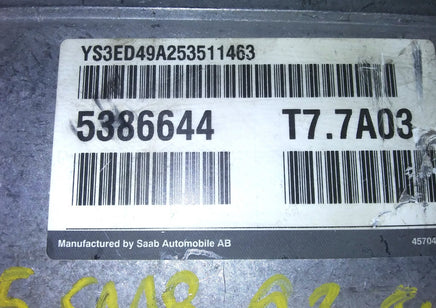 YS3ED49A253511463
5386644 T7.7A03
Manufactured by Saab Automobile AB 45704